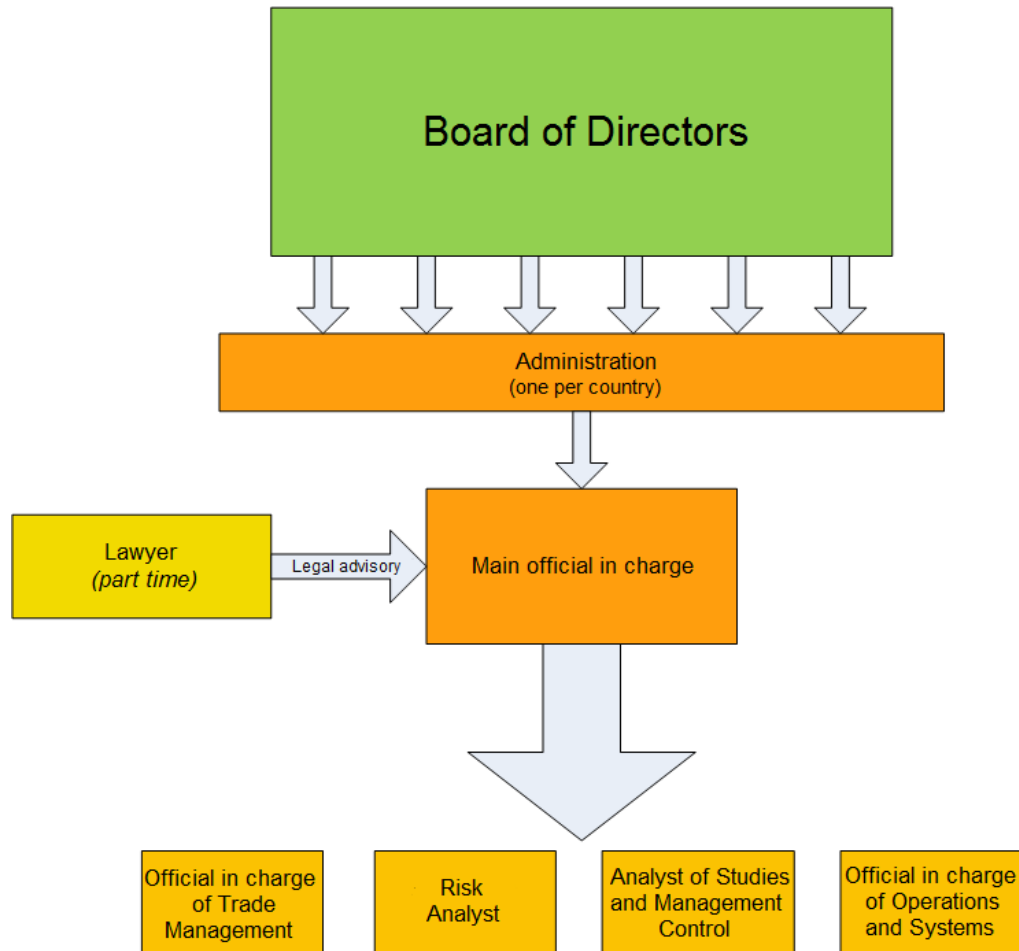 Board of Directors
Administration
(one per country)
Lawyer
(part time)
Legal advisory
Main official in charge
Official in charge
of Trade
Management
Risk
Analyst
Analyst of Studies
and Management
Control
Official in charge
of Operations
and Systems